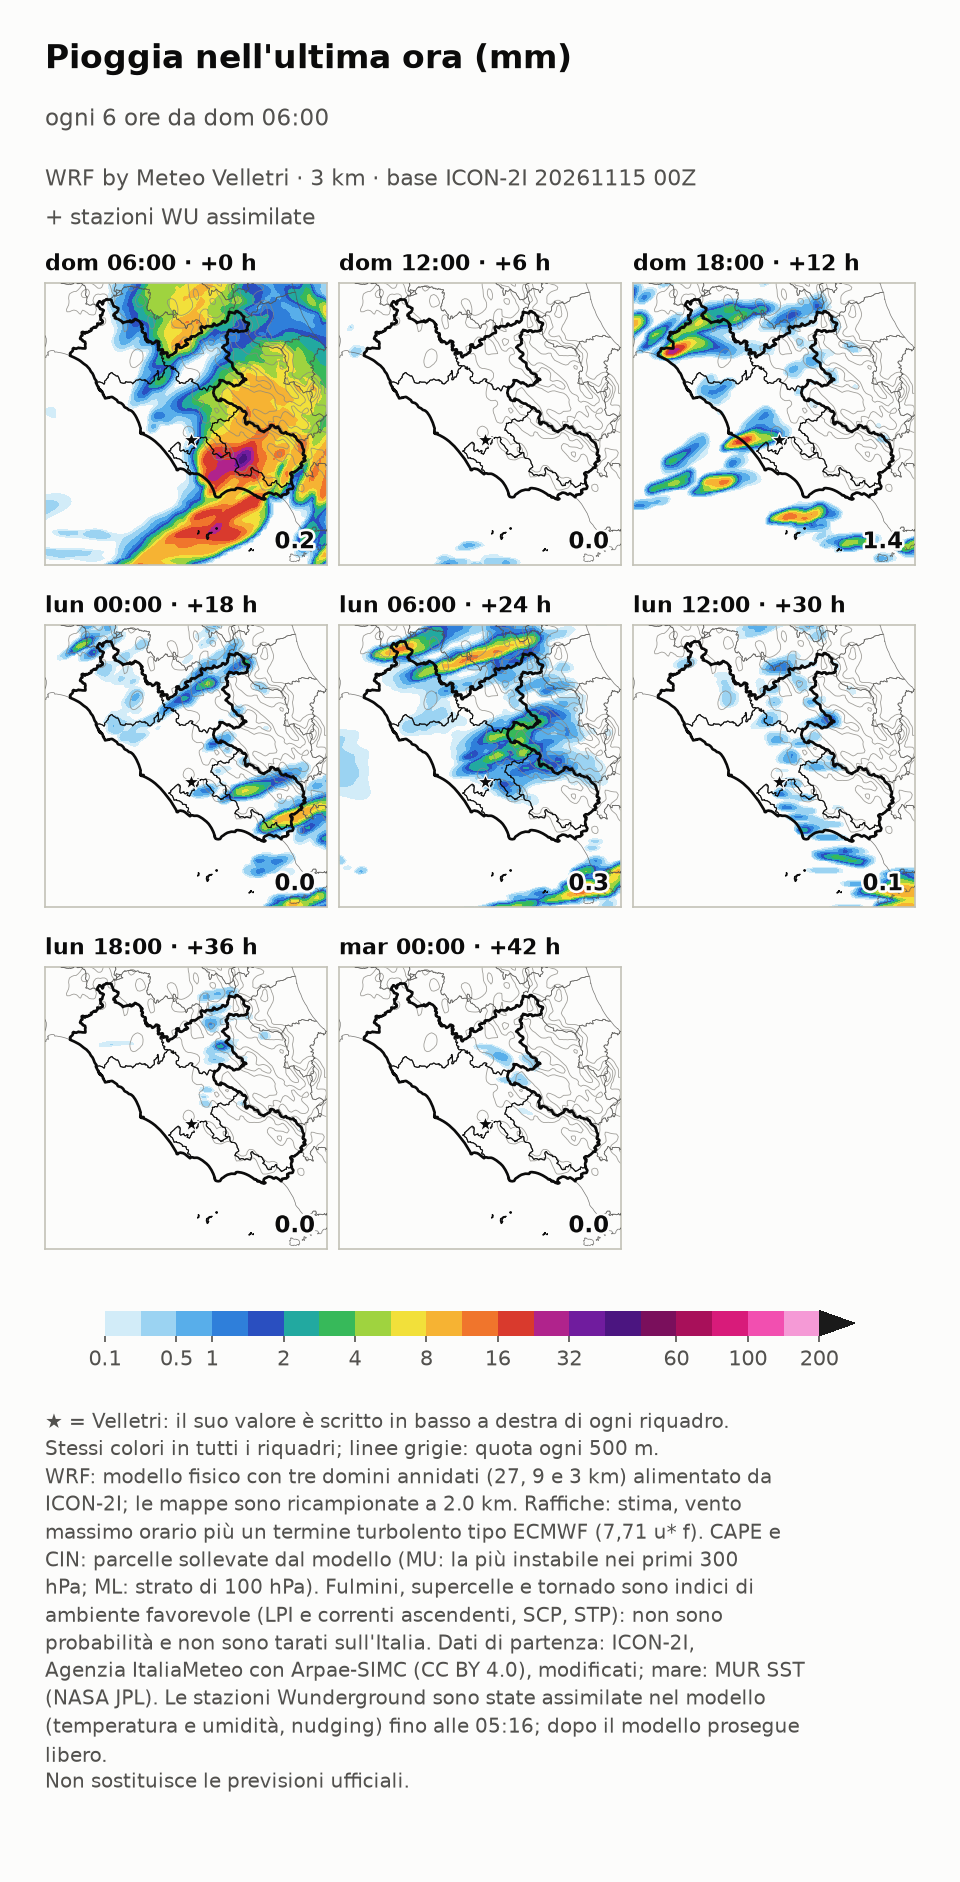 Pioggia nell'ultima ora (mm)
ogni 6 ore da dom 06:00
WRF by Meteo Velletri · 3 km · base ICON-2I 20261115 00Z
+ stazioni WU assimilate
dom 06:00 · +0 h
dom 12:00 · +6 h
dom 18:00 · +12 h
0.2
0.0
1.4
lun 00:00 · +18 h
lun 06:00 · +24 h
lun 12:00 · +30 h
0.0
0.3
0.1
lun 18:00 · +36 h
mar 00:00 · +42 h
0.0
0.0
0.1 0.5 1 2 4 8 16 32 60 100 200
★ = Velletri: il suo valore è scritto in basso a destra di ogni riquadro.
Stessi colori in tutti i riquadri; linee grigie: quota ogni 500 m.
WRF: modello fisico con tre domini annidati (27, 9 e 3 km) alimentato da
ICON-2I; le mappe sono ricampionate a 2.0 km. Raffiche: stima, vento
massimo orario più un termine turbolento tipo ECMWF (7,71 u* f). CAPE e
CIN: parcelle sollevate dal modello (MU: la più instabile nei primi 300
hPa; ML: strato di 100 hPa). Fulmini, supercelle e tornado sono indici di
ambiente favorevole (LPI e correnti ascendenti, SCP, STP): non sono
probabilità e non sono tarati sull'Italia. Dati di partenza: ICON-2I,
Agenzia ItaliaMeteo con Arpae-SIMC (CC BY 4.0), modificati; mare: MUR SST
(NASA JPL). Le stazioni Wunderground sono state assimilate nel modello
(temperatura e umidità, nudging) fino alle 05:16; dopo il modello prosegue
libero.
Non sostituisce le previsioni ufficiali.